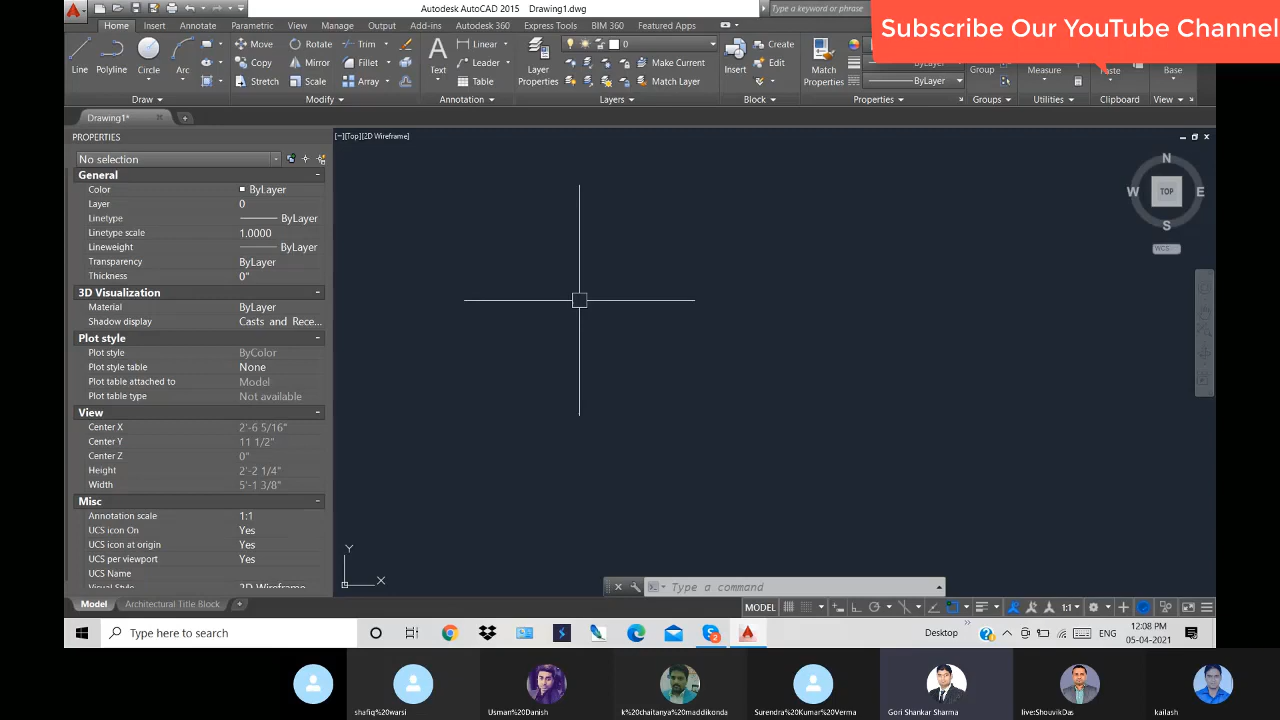 Autodesk AutoCAD 2015 Drawing1.dwg
Type a keyword or phrase
Subscribe Our YouTube Channel
Home Insert Annotate Parametric View Manage Output Add-ins Autodesk 360 Express Tools BIM 360 Featured Apps
Line Polyline Circle Arc
Move Rotate Trim
Copy Mirror Fillet
Stretch Scale Array
Text Linear
Leader
Table
Layer Properties
0
Make Current
Match Layer
Insert
Create
Edit
Match Properties
ByLayer
Group
Measure
Paste
Base
Draw Modify Annotation Layers Block Properties Groups Utilities Clipboard View
Drawing1*
PROPERTIES
No selection
General
Color ByLayer
Layer 0
Linetype ByLayer
Linetype scale 1.0000
Lineweight ByLayer
Transparency ByLayer
Thickness 0"
3D Visualization
Material ByLayer
Shadow display Casts and Rece...
Plot style
Plot style ByColor
Plot style table None
Plot table attached to Model
Plot table type Not available
View
Center X 2'-6 5/16"
Center Y 11 1/2"
Center Z 0"
Height 2'-2 1/4"
Width 5'-1 3/8"
Misc
Annotation scale 1:1
UCS icon On Yes
UCS icon at origin Yes
UCS per viewport Yes
UCS Name
Visual Style 2D Wireframe
[−][Top][2D Wireframe]
N
W TOP E
S
WCS
Y
X
Type a command
Model Architectural Title Block
MODEL 1:1
Type here to search
Desktop
ENG
12:08 PM
05-04-2021
shafiq%20warsi Usman%20Danish k%20chaitanya%20maddikonda Surendra%20Kumar%20Verma Gori Shankar Sharma live:ShouvikDas kailash